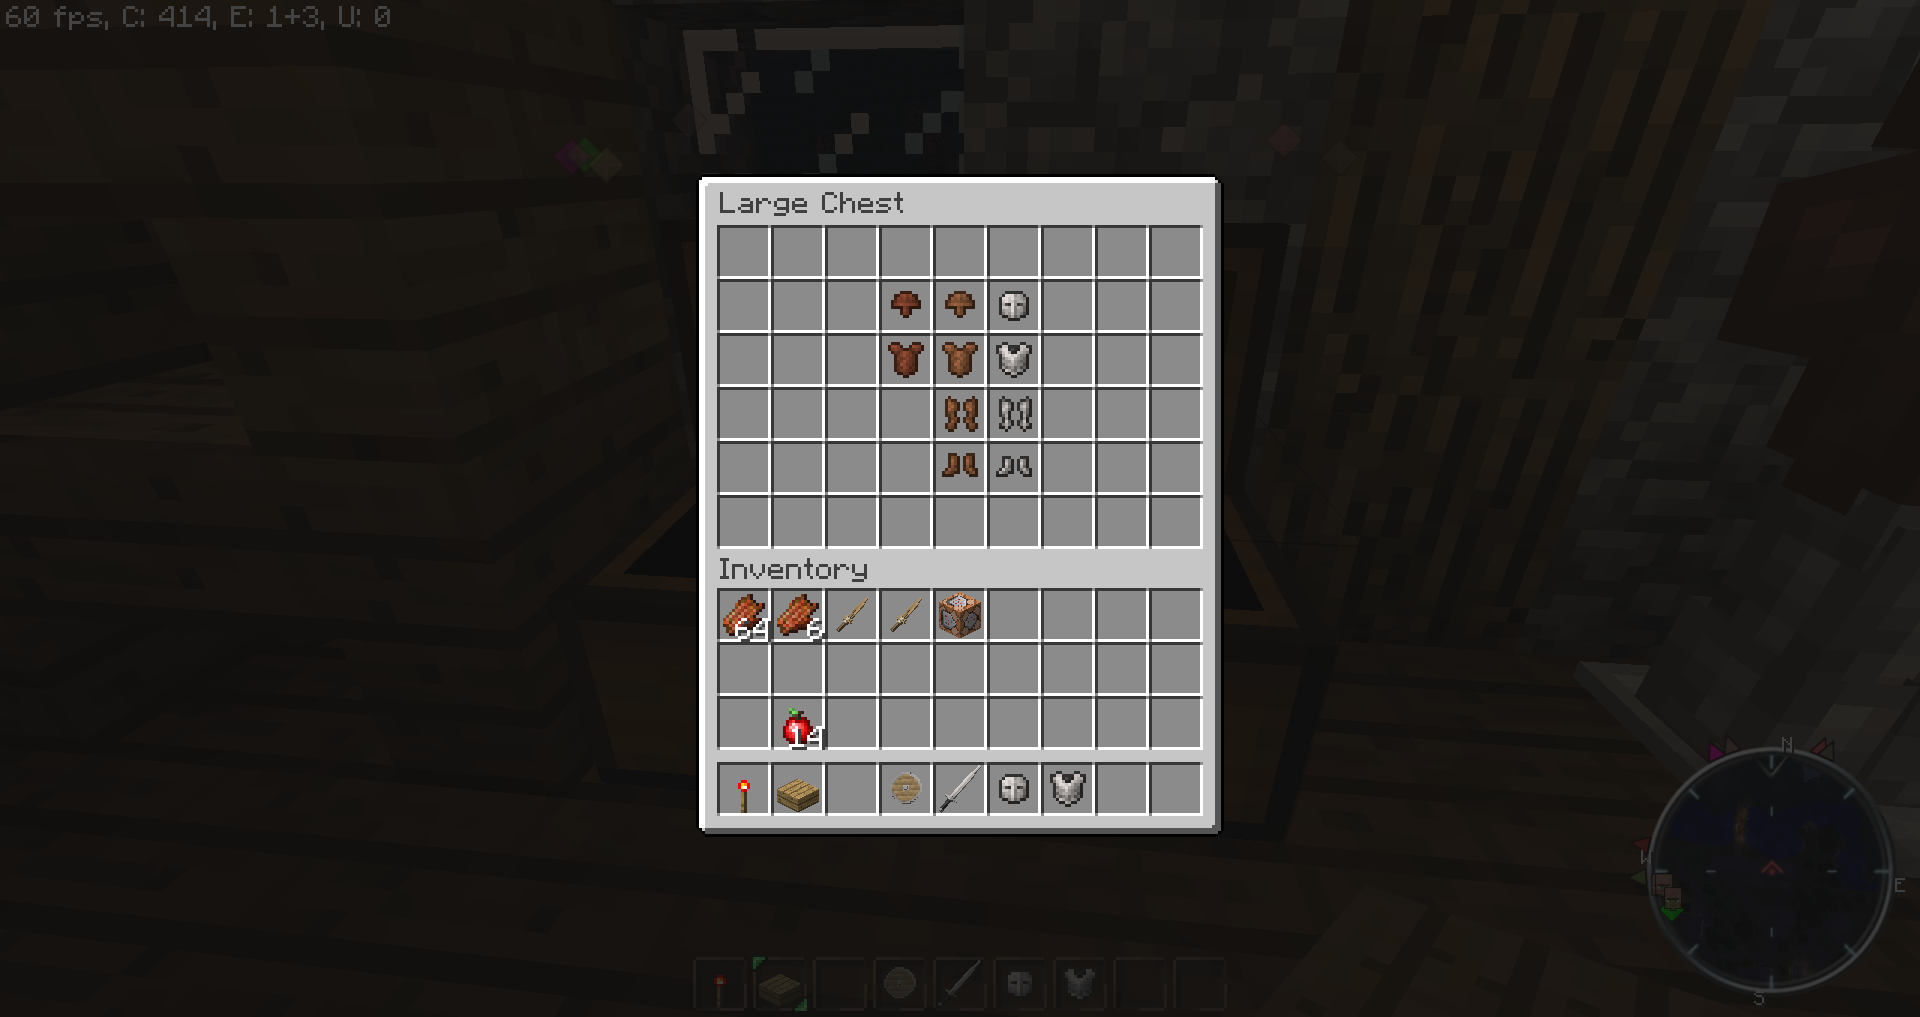 60 fps, C: 414, E: 1+3, U: 0
Large Chest
Inventory
64 6
14
N
W
E
S